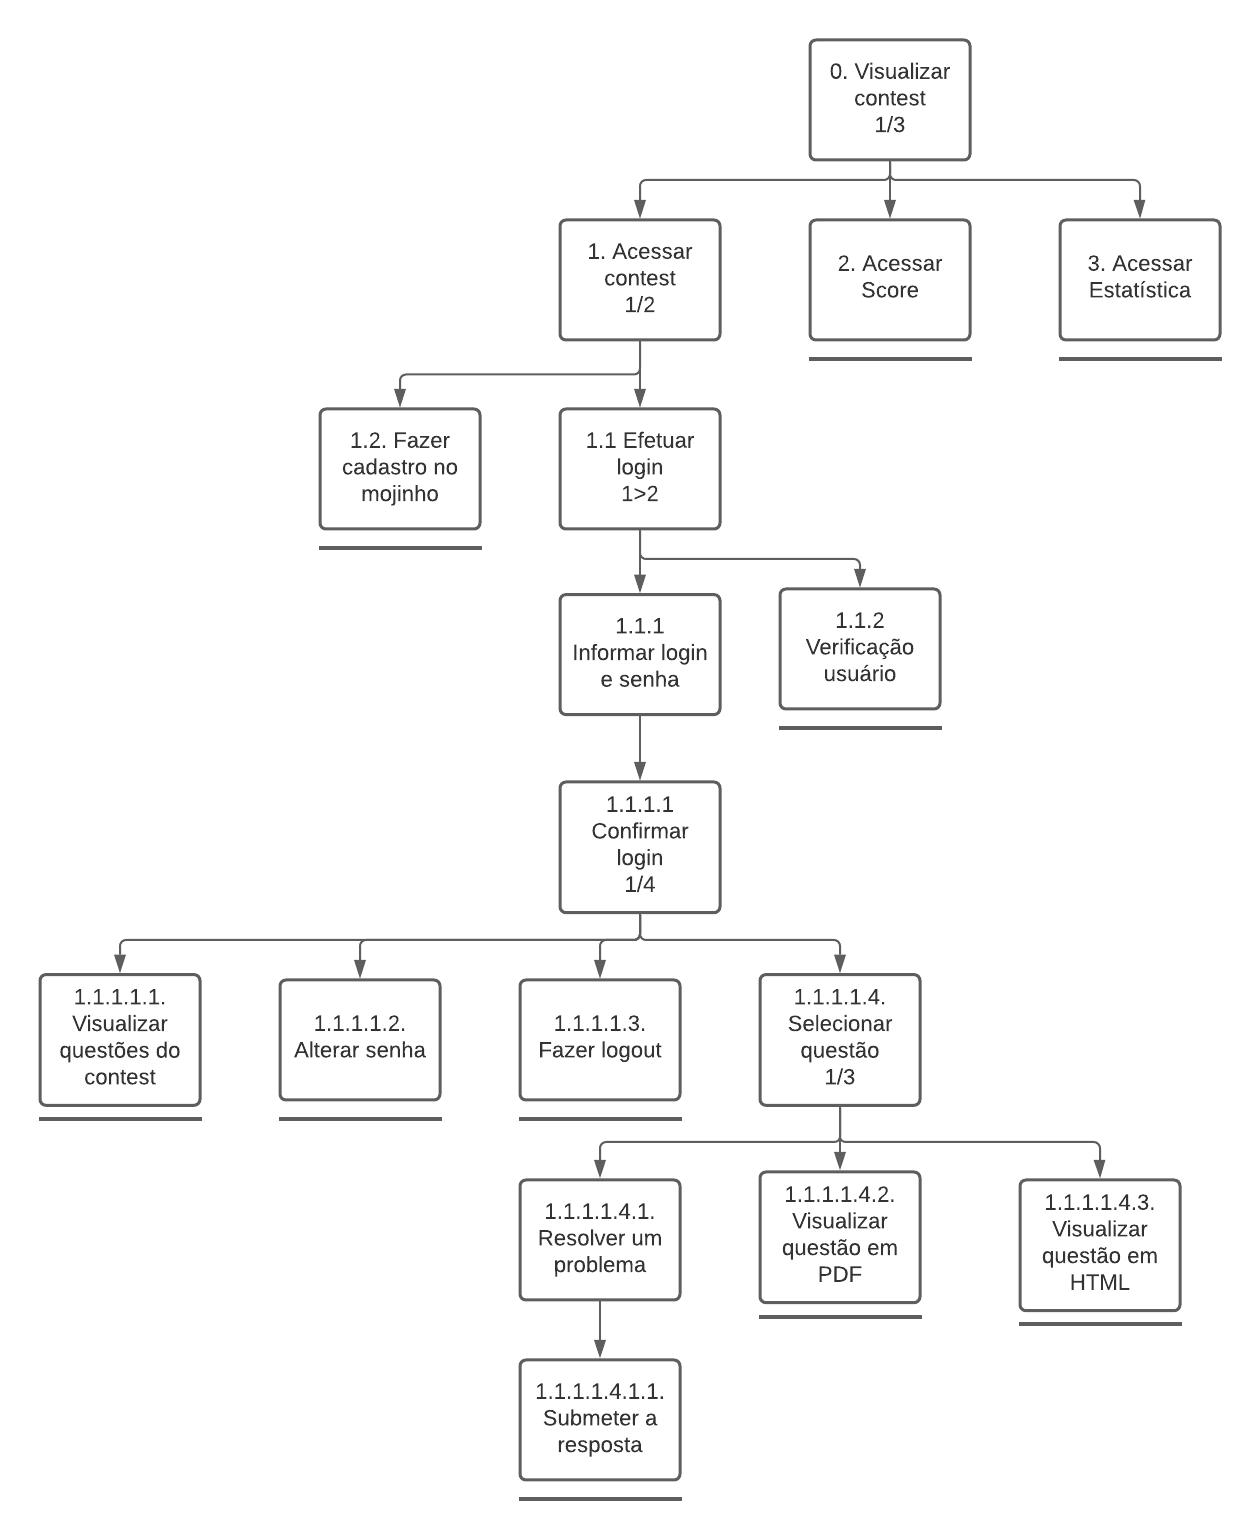 0. Visualizar
contest
1/3
1. Acessar
contest
1/2
2. Acessar
Score
3. Acessar
Estatística
1.2. Fazer
cadastro no
mojinho
1.1 Efetuar
login
1>2
1.1.1
Informar login
e senha
1.1.2
Verificação
usuário
1.1.1.1
Confirmar
login
1/4
1.1.1.1.1.
Visualizar
questões do
contest
1.1.1.1.2.
Alterar senha
1.1.1.1.3.
Fazer logout
1.1.1.1.4.
Selecionar
questão
1/3
1.1.1.1.4.1.
Resolver um
problema
1.1.1.1.4.2.
Visualizar
questão em
PDF
1.1.1.1.4.3.
Visualizar
questão em
HTML
1.1.1.1.4.1.1.
Submeter a
resposta